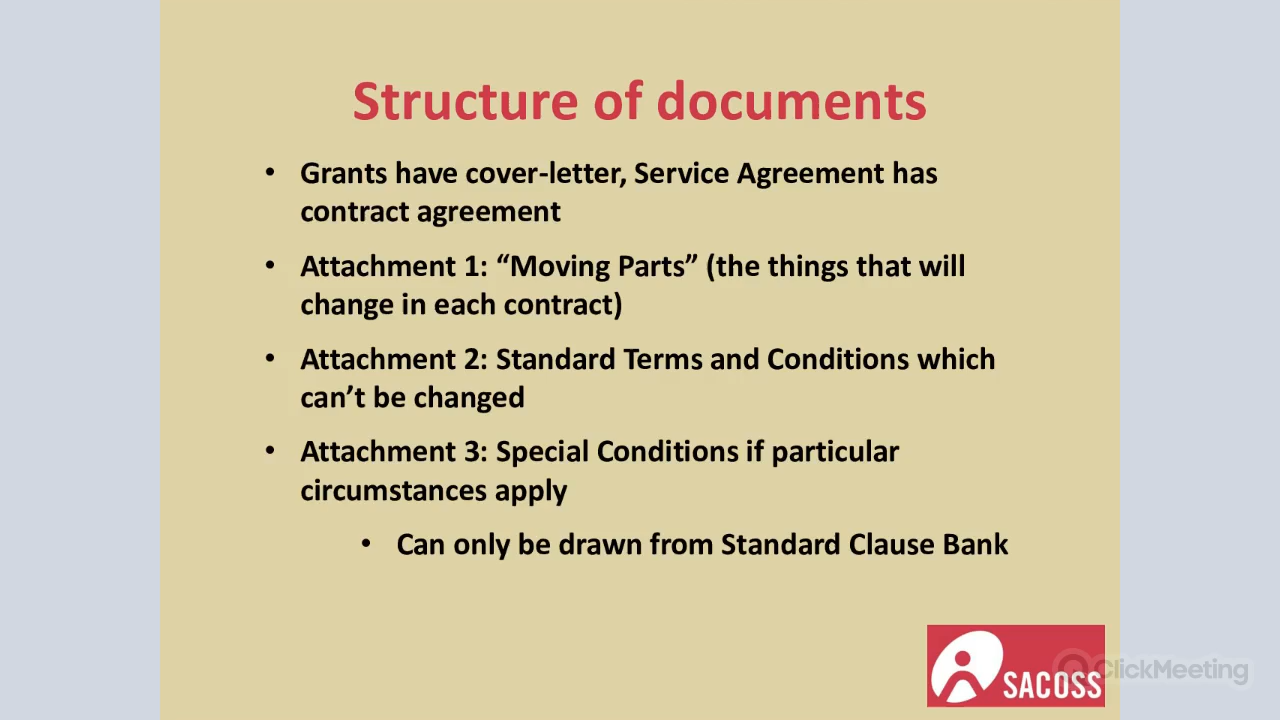 Structure of documents
• Grants have cover-letter, Service Agreement has
contract agreement
• Attachment 1: “Moving Parts” (the things that will
change in each contract)
• Attachment 2: Standard Terms and Conditions which
can’t be changed
• Attachment 3: Special Conditions if particular
circumstances apply
• Can only be drawn from Standard Clause Bank
SACOSS
ClickMeeting